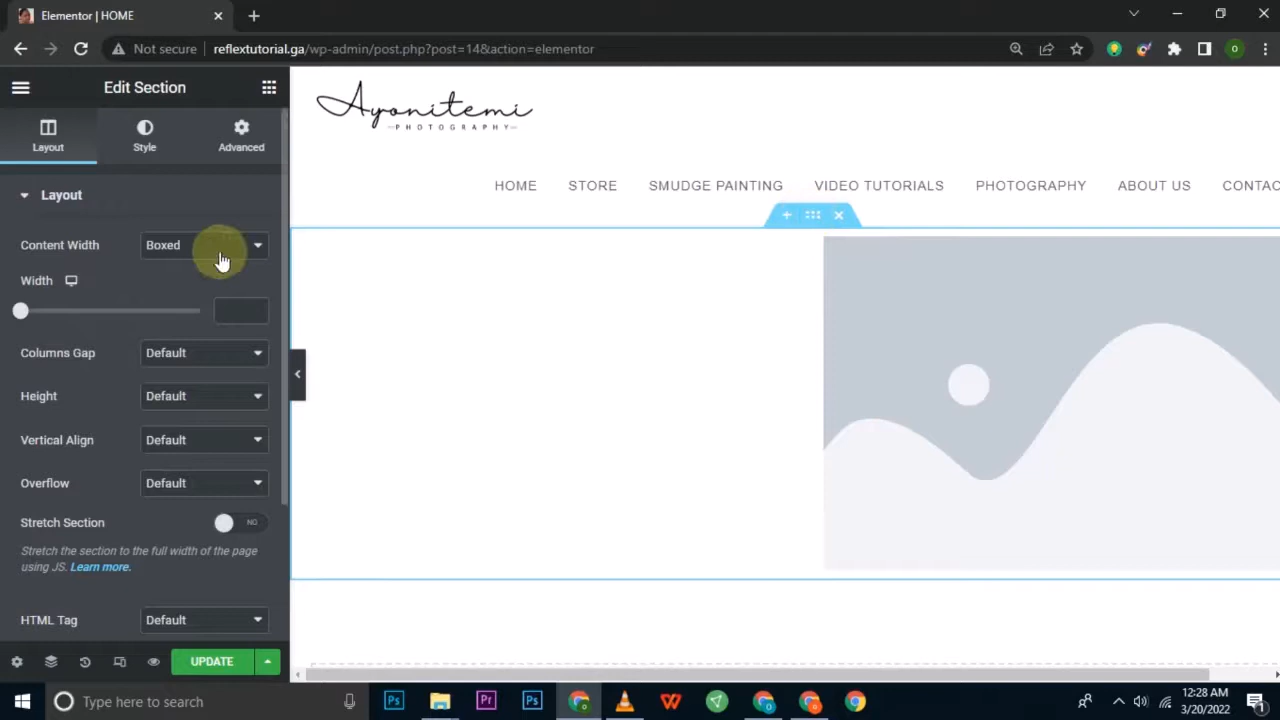 Elementor | HOME
Not secure reflextutorial.ga/wp-admin/post.php?post=14&action=elementor
Edit Section
Layout Style Advanced
Layout
Content Width Boxed
Width
Columns Gap Default
Height Default
Vertical Align Default
Overflow Default
Stretch Section NO
Stretch the section to the full width of the page
using JS. Learn more.
HTML Tag Default
UPDATE
Ayonitemi
PHOTOGRAPHY
HOME STORE SMUDGE PAINTING VIDEO TUTORIALS PHOTOGRAPHY ABOUT US CONTAC
Type here to search
Ps Pr Ps
12:28 AM
3/20/2022